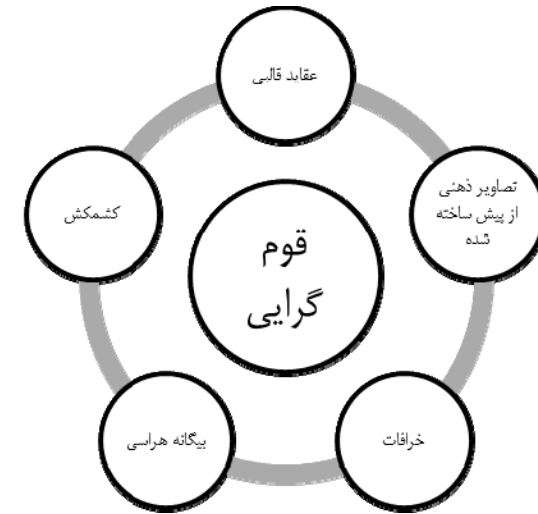 عقاید قالبی
تصاویر ذهنی
از پیش ساخته
شده
خرافات
بیگانه هراسی
کشمکش
قوم
گرایی